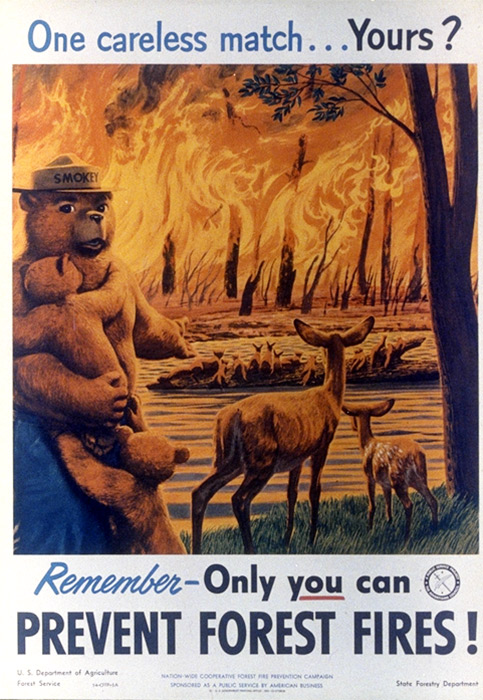 One careless match...Yours?
SMOKEY
Remember-Only you can
PREVENT FOREST FIRES!
U. S. Department of Agriculture
Forest Service
NATION-WIDE COOPERATIVE FOREST FIRE PREVENTION CAMPAIGN
SPONSORED AS A PUBLIC SERVICE BY AMERICAN BUSINESS
State Forestry Department